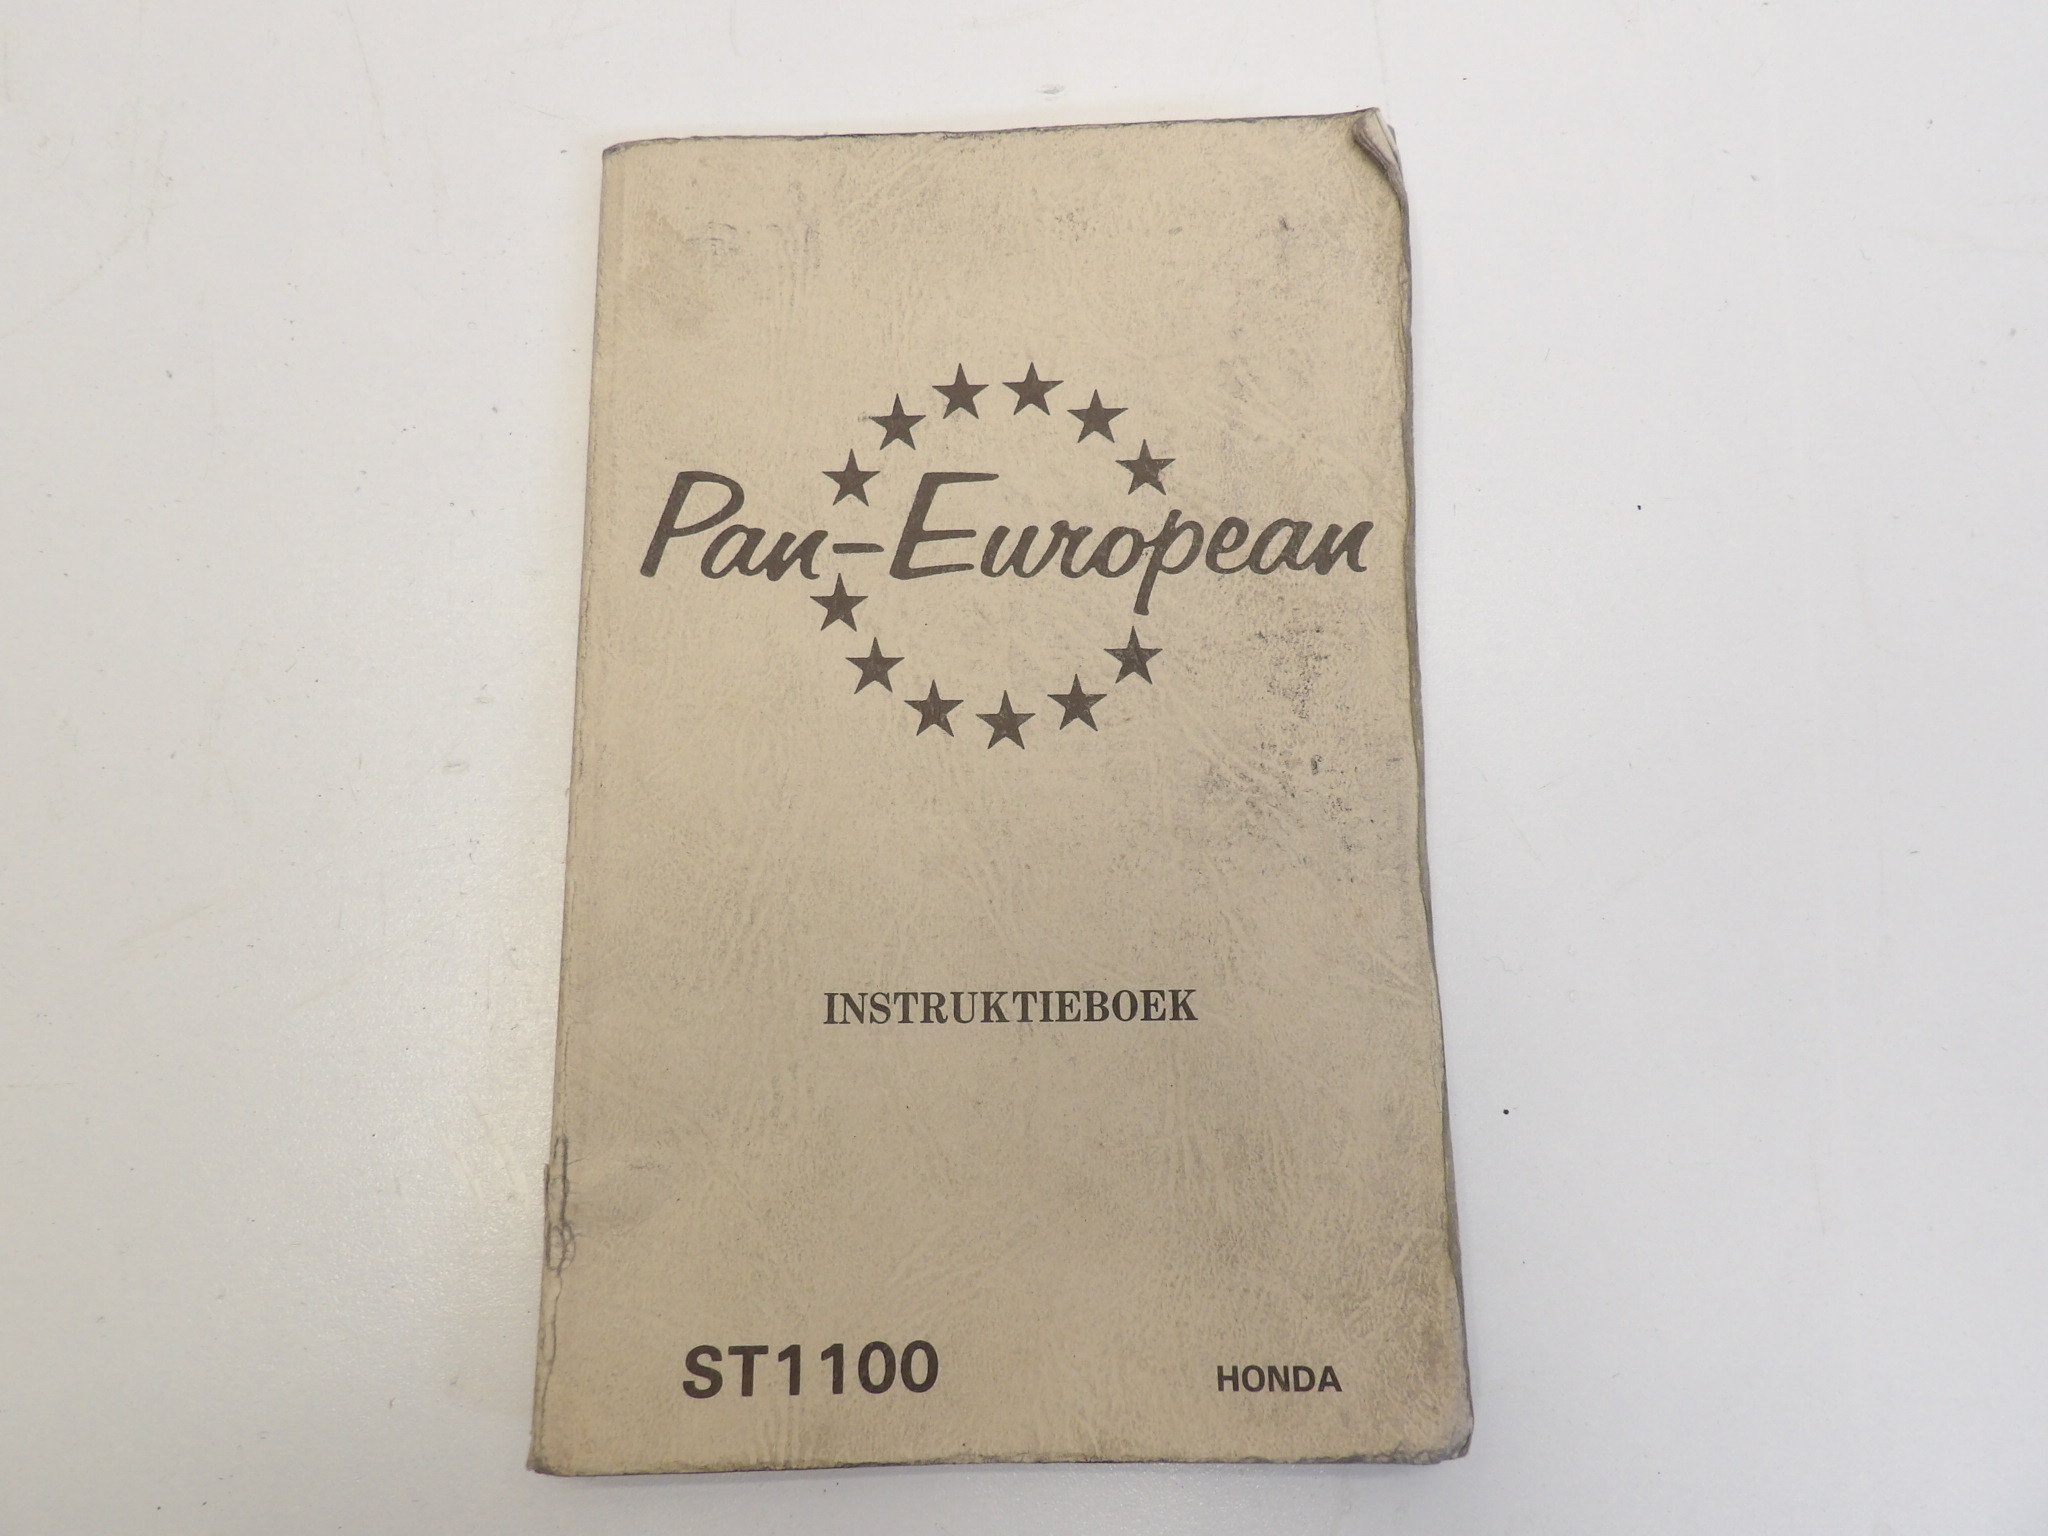 Pan-European
INSTRUKTIEBOEK
ST1100 HONDA